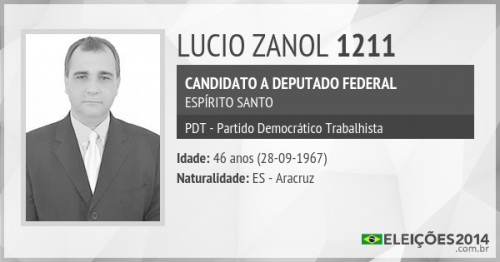 LUCIO ZANOL 1211
CANDIDATO A DEPUTADO FEDERAL
ESPÍRITO SANTO
PDT - Partido Democrático Trabalhista
Idade: 46 anos (28-09-1967)
Naturalidade: ES - Aracruz
ELEIÇÕES2014
.com.br